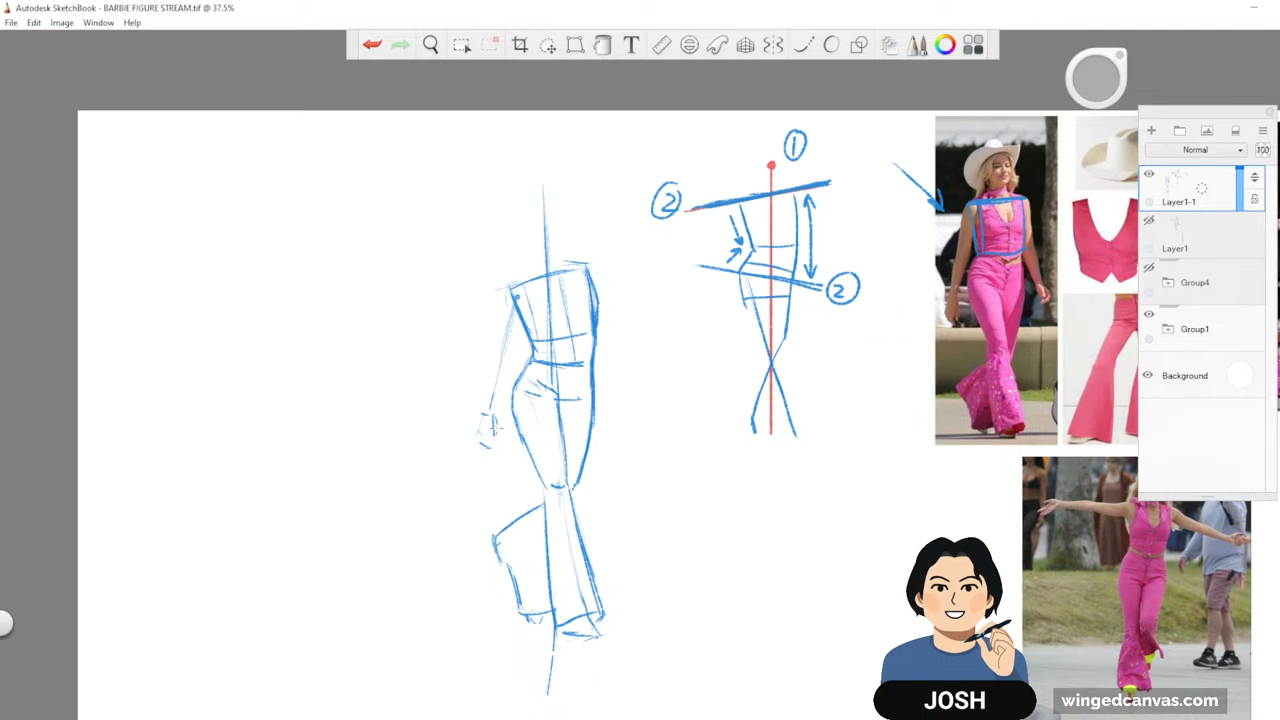 Autodesk SketchBook - BARBIE FIGURE STREAM.tif @ 37.5%
File Edit Image Window Help
T
1
2
2
Normal
100
Layer1-1
Layer1
Group4
Group1
Background
JOSH
wingedcanvas.com